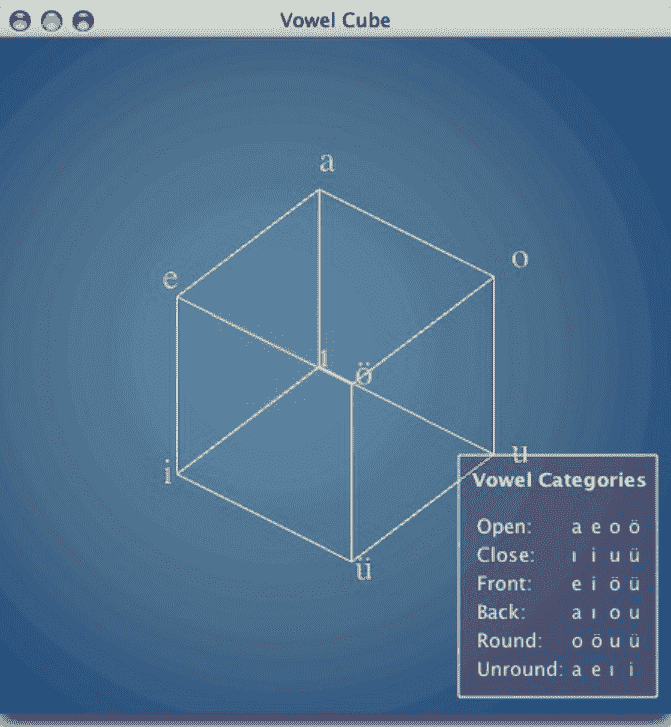 Vowel Cube
a
o
e
ı
ö
u
i
ü
Vowel Categories
Open: a e o ö
Close: ı i u ü
Front: e i ö ü
Back: a ı o u
Round: o ö u ü
Unround: a e ı i